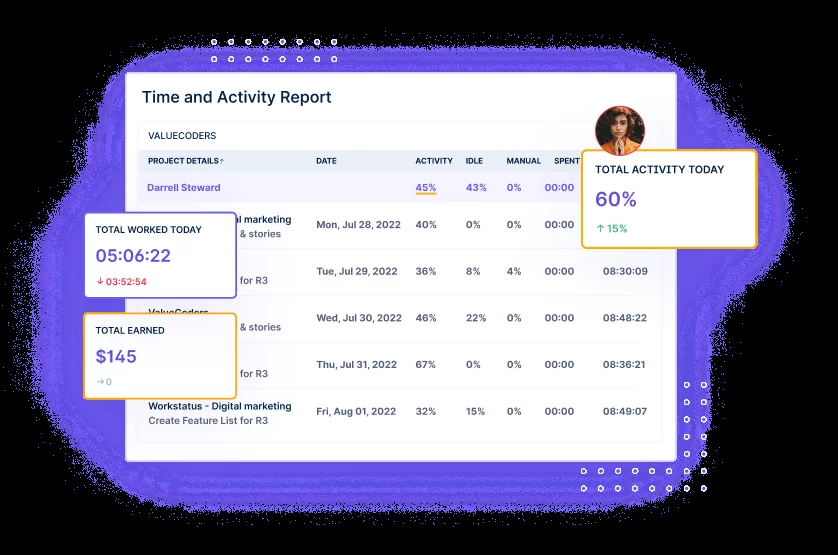 Time and Activity Report
VALUECODERS
PROJECT DETAILS↑ DATE ACTIVITY IDLE MANUAL SPENT
Darrell Steward 45% 43% 0% 00:00
TOTAL ACTIVITY TODAY
60%
↑ 15%
al marketing
& stories
Mon, Jul 28, 2022 40% 0% 0% 00:00
TOTAL WORKED TODAY
05:06:22
↓ 03:52:54
for R3
Tue, Jul 29, 2022 36% 8% 4% 00:00 08:30:09
ValueCoders
& stories
Wed, Jul 30, 2022 46% 22% 0% 00:00 08:48:22
TOTAL EARNED
$145
→ 0
for R3
Thu, Jul 31, 2022 67% 0% 0% 00:00 08:36:21
Workstatus - Digital marketing
Create Feature List for R3
Fri, Aug 01, 2022 32% 15% 0% 00:00 08:49:07